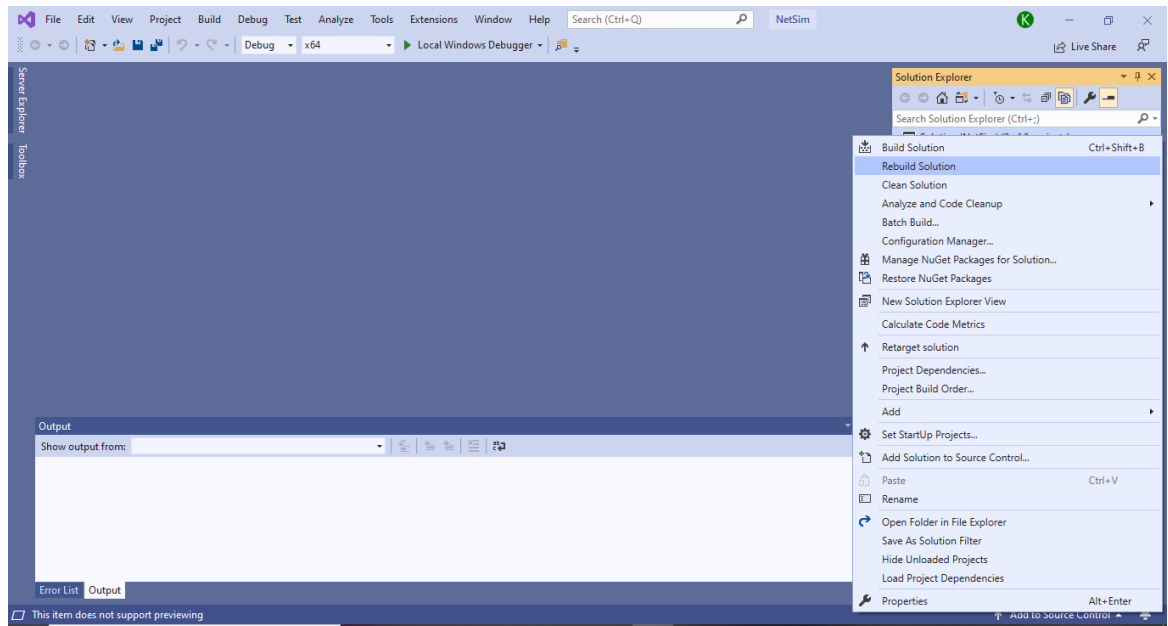 File Edit View Project Build Debug Test Analyze Tools Extensions Window Help Search (Ctrl+Q) NetSim K
Debug x64 Local Windows Debugger Live Share
Server Explorer
Toolbox
Solution Explorer
Search Solution Explorer (Ctrl+;)
Build Solution Ctrl+Shift+B
Rebuild Solution
Clean Solution
Analyze and Code Cleanup
Batch Build...
Configuration Manager...
Manage NuGet Packages for Solution...
Restore NuGet Packages
New Solution Explorer View
Calculate Code Metrics
Retarget solution
Project Dependencies...
Project Build Order...
Add
Set StartUp Projects...
Add Solution to Source Control...
Paste Ctrl+V
Rename
Open Folder in File Explorer
Save As Solution Filter
Hide Unloaded Projects
Load Project Dependencies
Properties Alt+Enter
Output
Show output from:
Error List Output
This item does not support previewing
Add to Source Control